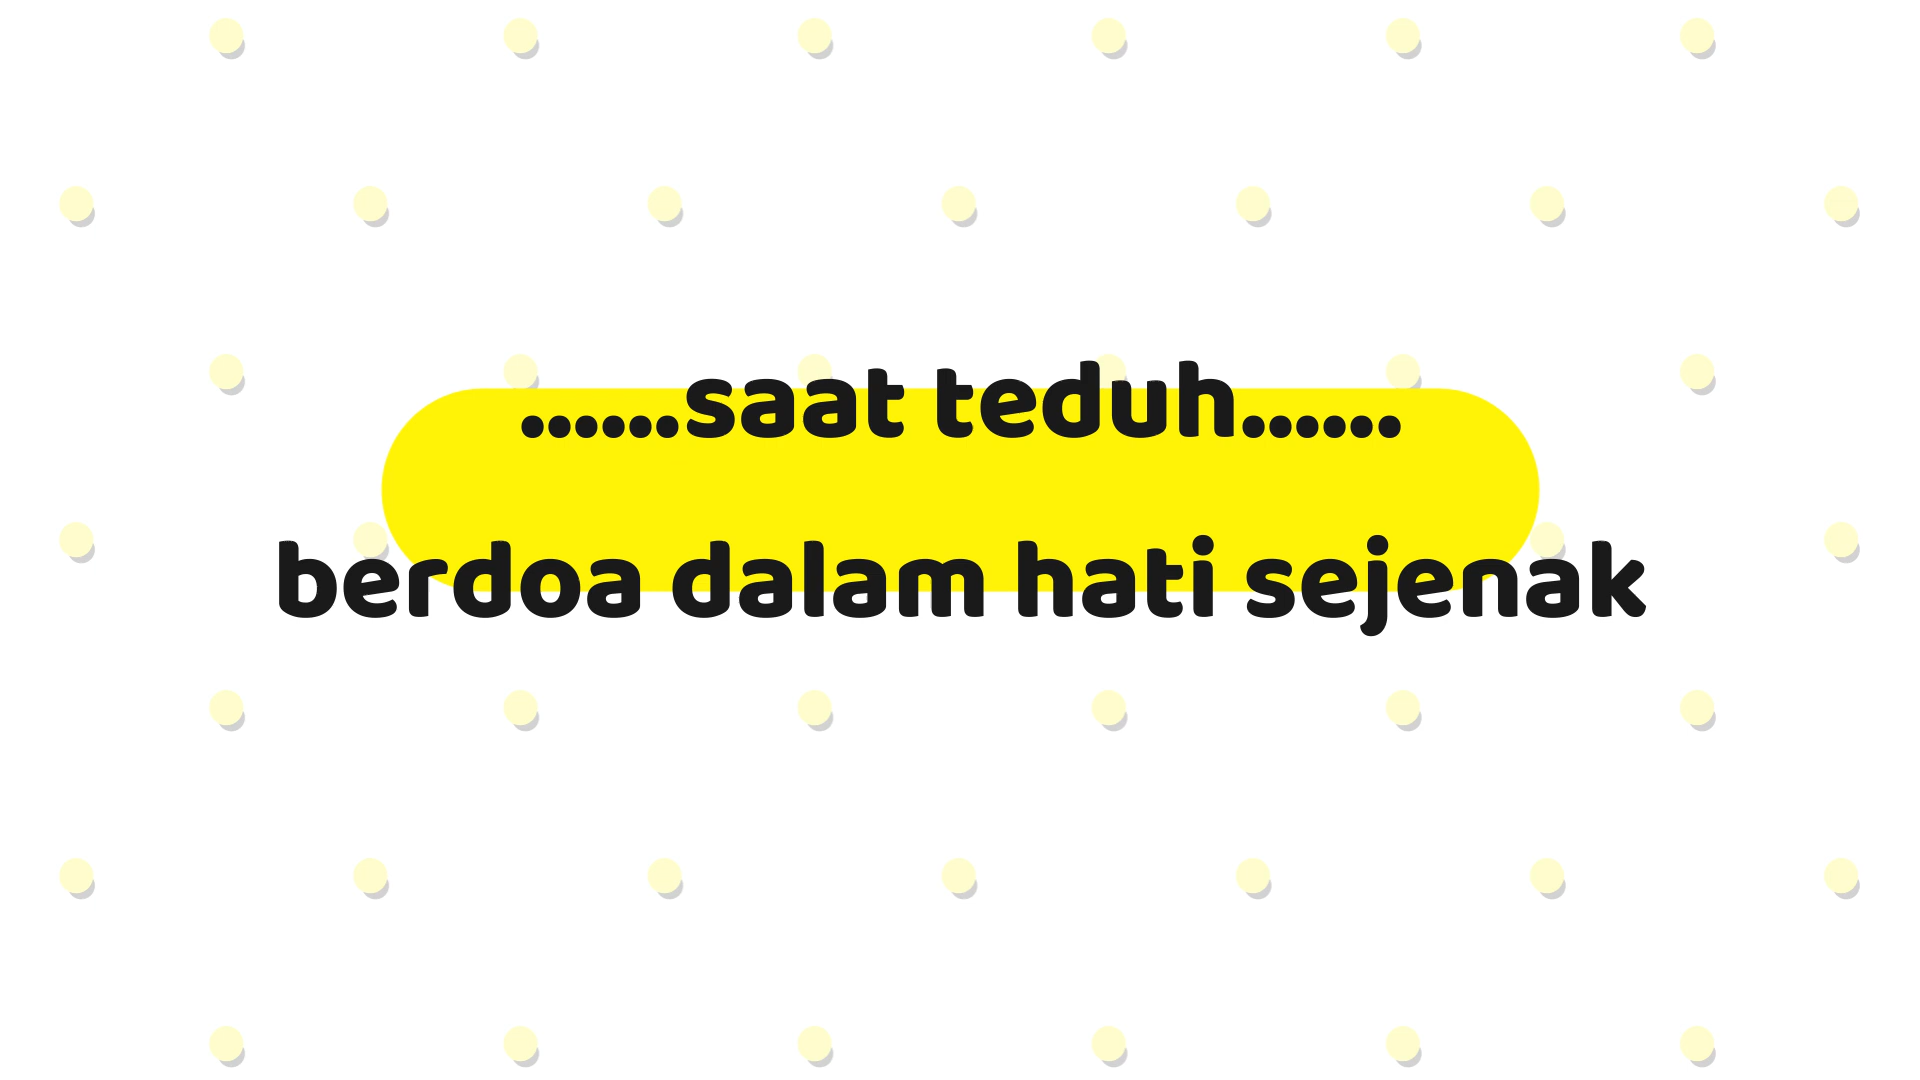 ......saat teduh......
berdoa dalam hati sejenak